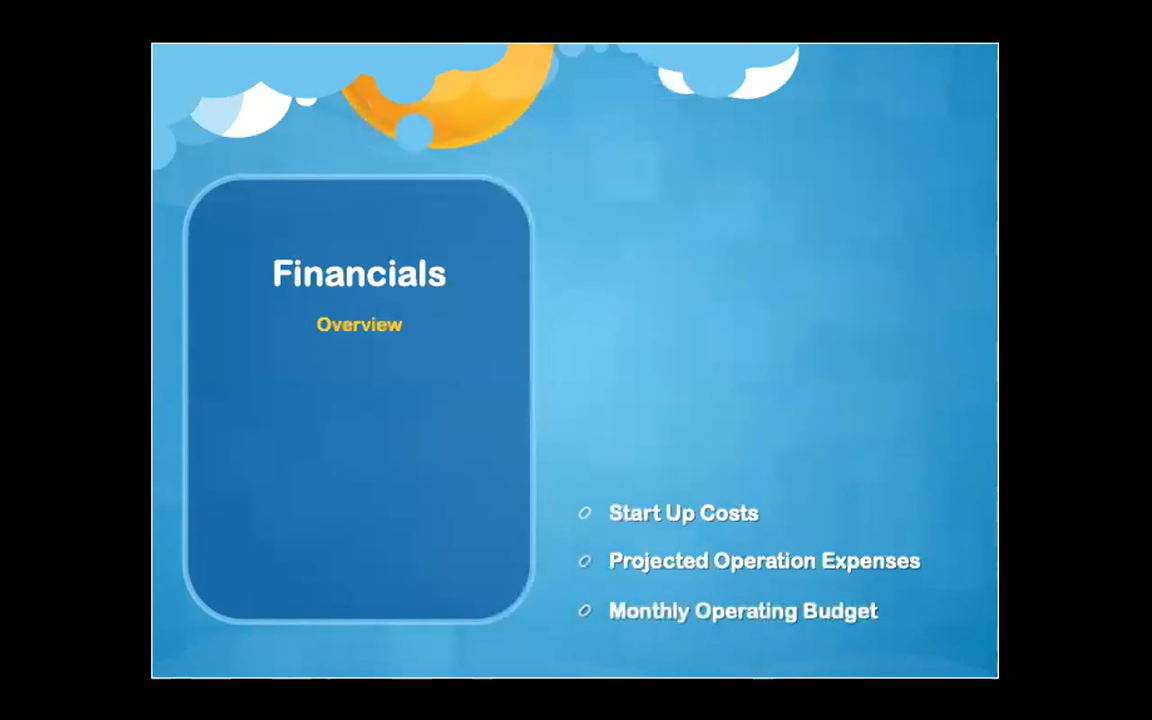 Financials
Overview
Start Up Costs
Projected Operation Expenses
Monthly Operating Budget